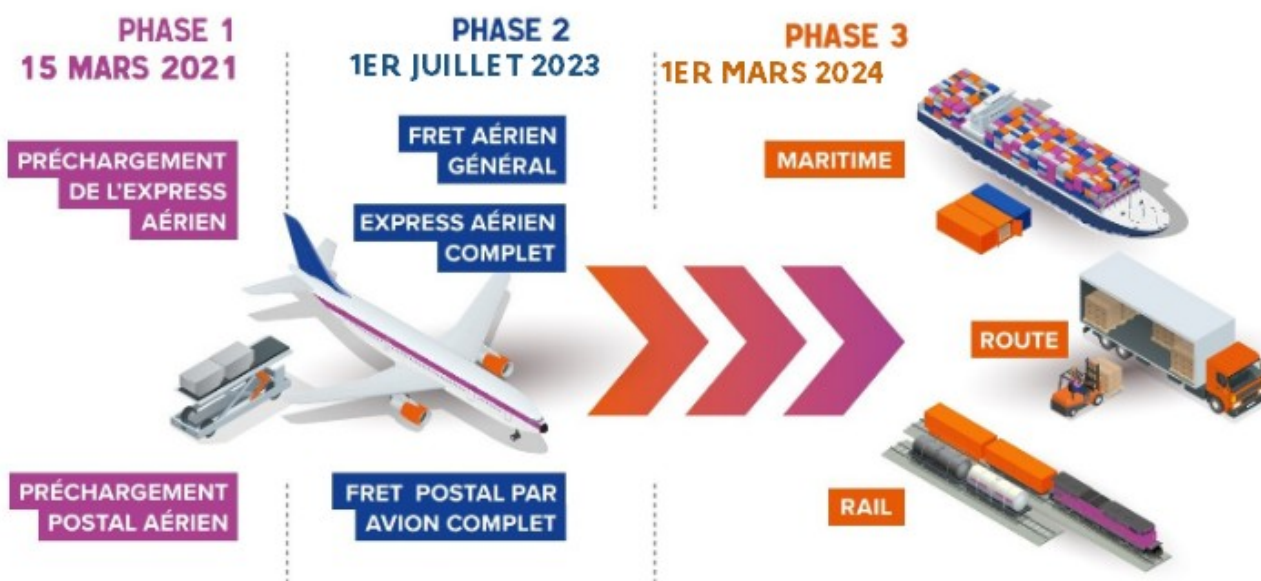 PHASE 1
15 MARS 2021
PRÉCHARGEMENT
DE L'EXPRESS
AÉRIEN
PRÉCHARGEMENT
POSTAL AÉRIEN
PHASE 2
1ER JUILLET 2023
FRET AÉRIEN
GÉNÉRAL
EXPRESS AÉRIEN
COMPLET
FRET POSTAL PAR
AVION COMPLET
PHASE 3
1ER MARS 2024
MARITIME
ROUTE
RAIL